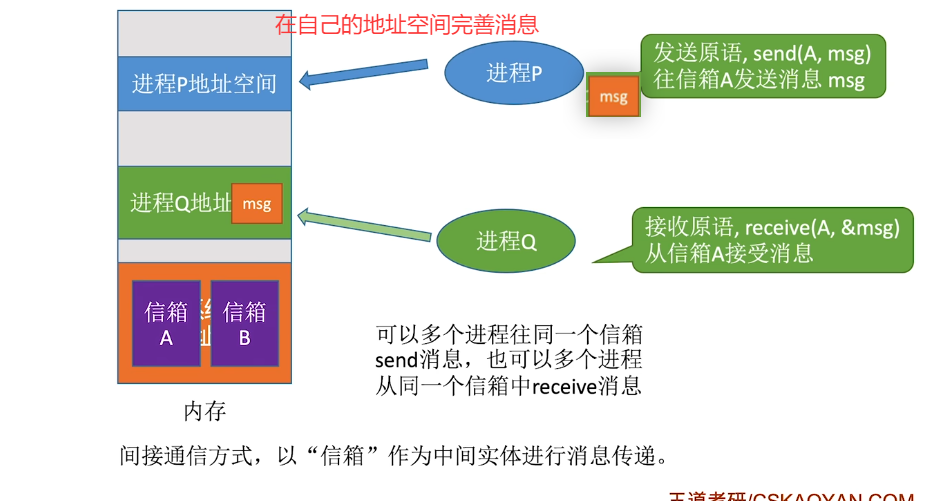 在自己的地址空间完善消息
进程P地址空间
进程P
msg
发送原语, send(A, msg)
往信箱A发送消息 msg
进程Q地址
msg
进程Q
接收原语, receive(A, &msg)
从信箱A接受消息
信箱
A
信箱
B
可以多个进程往同一个信箱
send消息，也可以多个进程
从同一个信箱中receive消息
内存
间接通信方式，以“信箱”作为中间实体进行消息传递。
王道考研/CSKAOYAN.COM